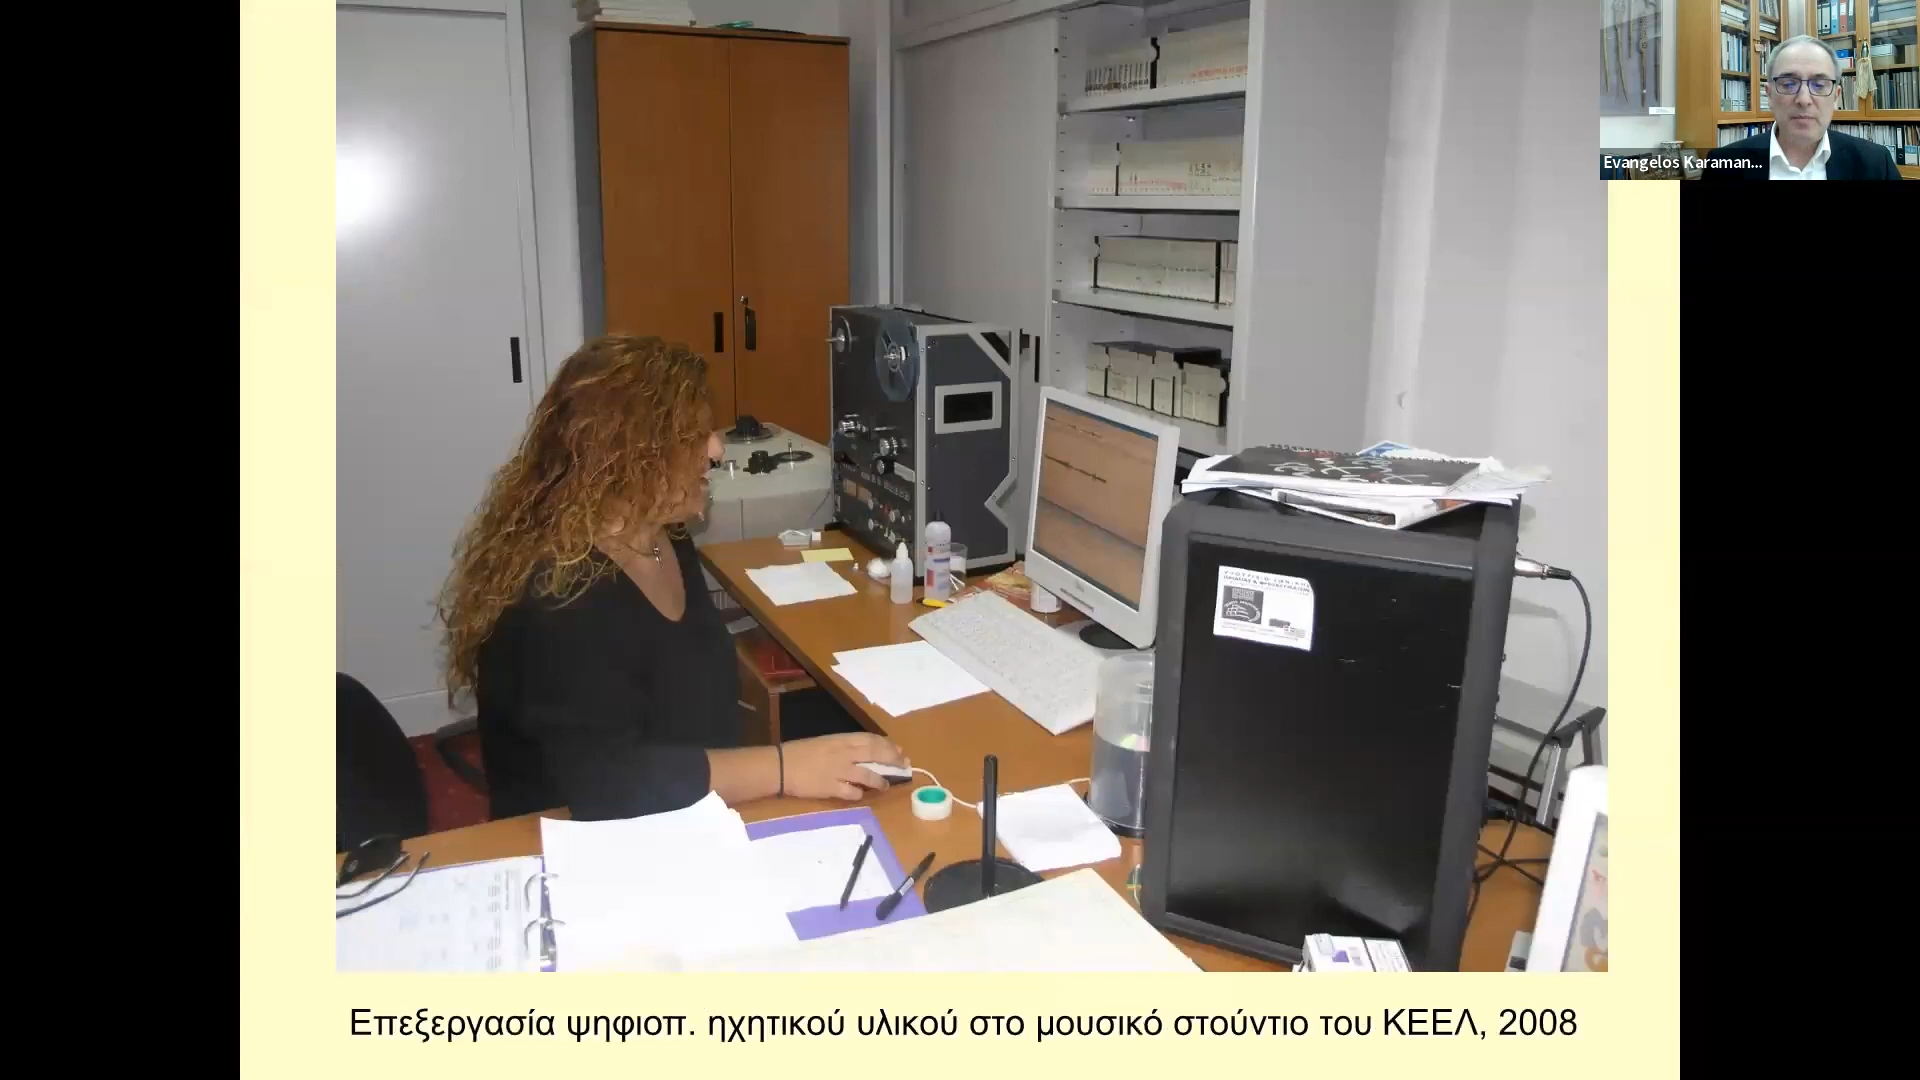 Evangelos Karaman...
Επεξεργασία ψηφιοπ. ηχητικού υλικού στο μουσικό στούντιο του ΚΕΕΛ, 2008